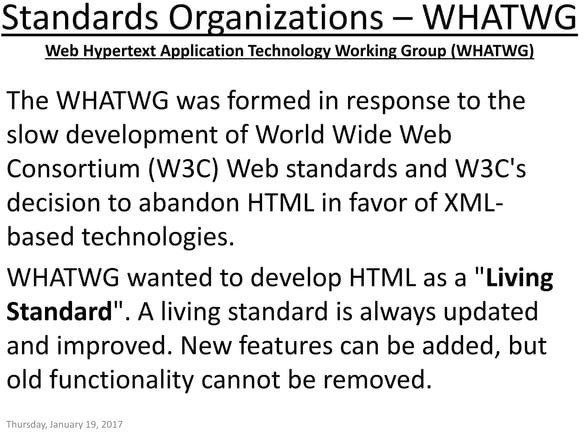 Standards Organizations – WHATWG
Web Hypertext Application Technology Working Group (WHATWG)
The WHATWG was formed in response to the
slow development of World Wide Web
Consortium (W3C) Web standards and W3C's
decision to abandon HTML in favor of XML-
based technologies.
WHATWG wanted to develop HTML as a "Living
Standard". A living standard is always updated
and improved. New features can be added, but
old functionality cannot be removed.
Thursday, January 19, 2017